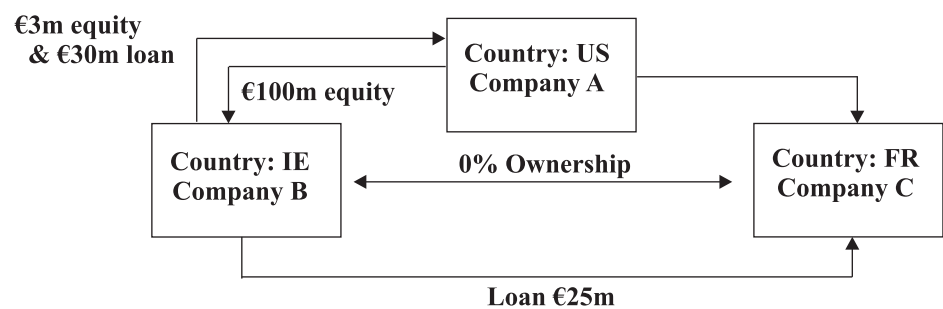 €3m equity
& €30m loan
Country: US
Company A
€100m equity
Country: IE
Company B
0% Ownership
Country: FR
Company C
Loan €25m